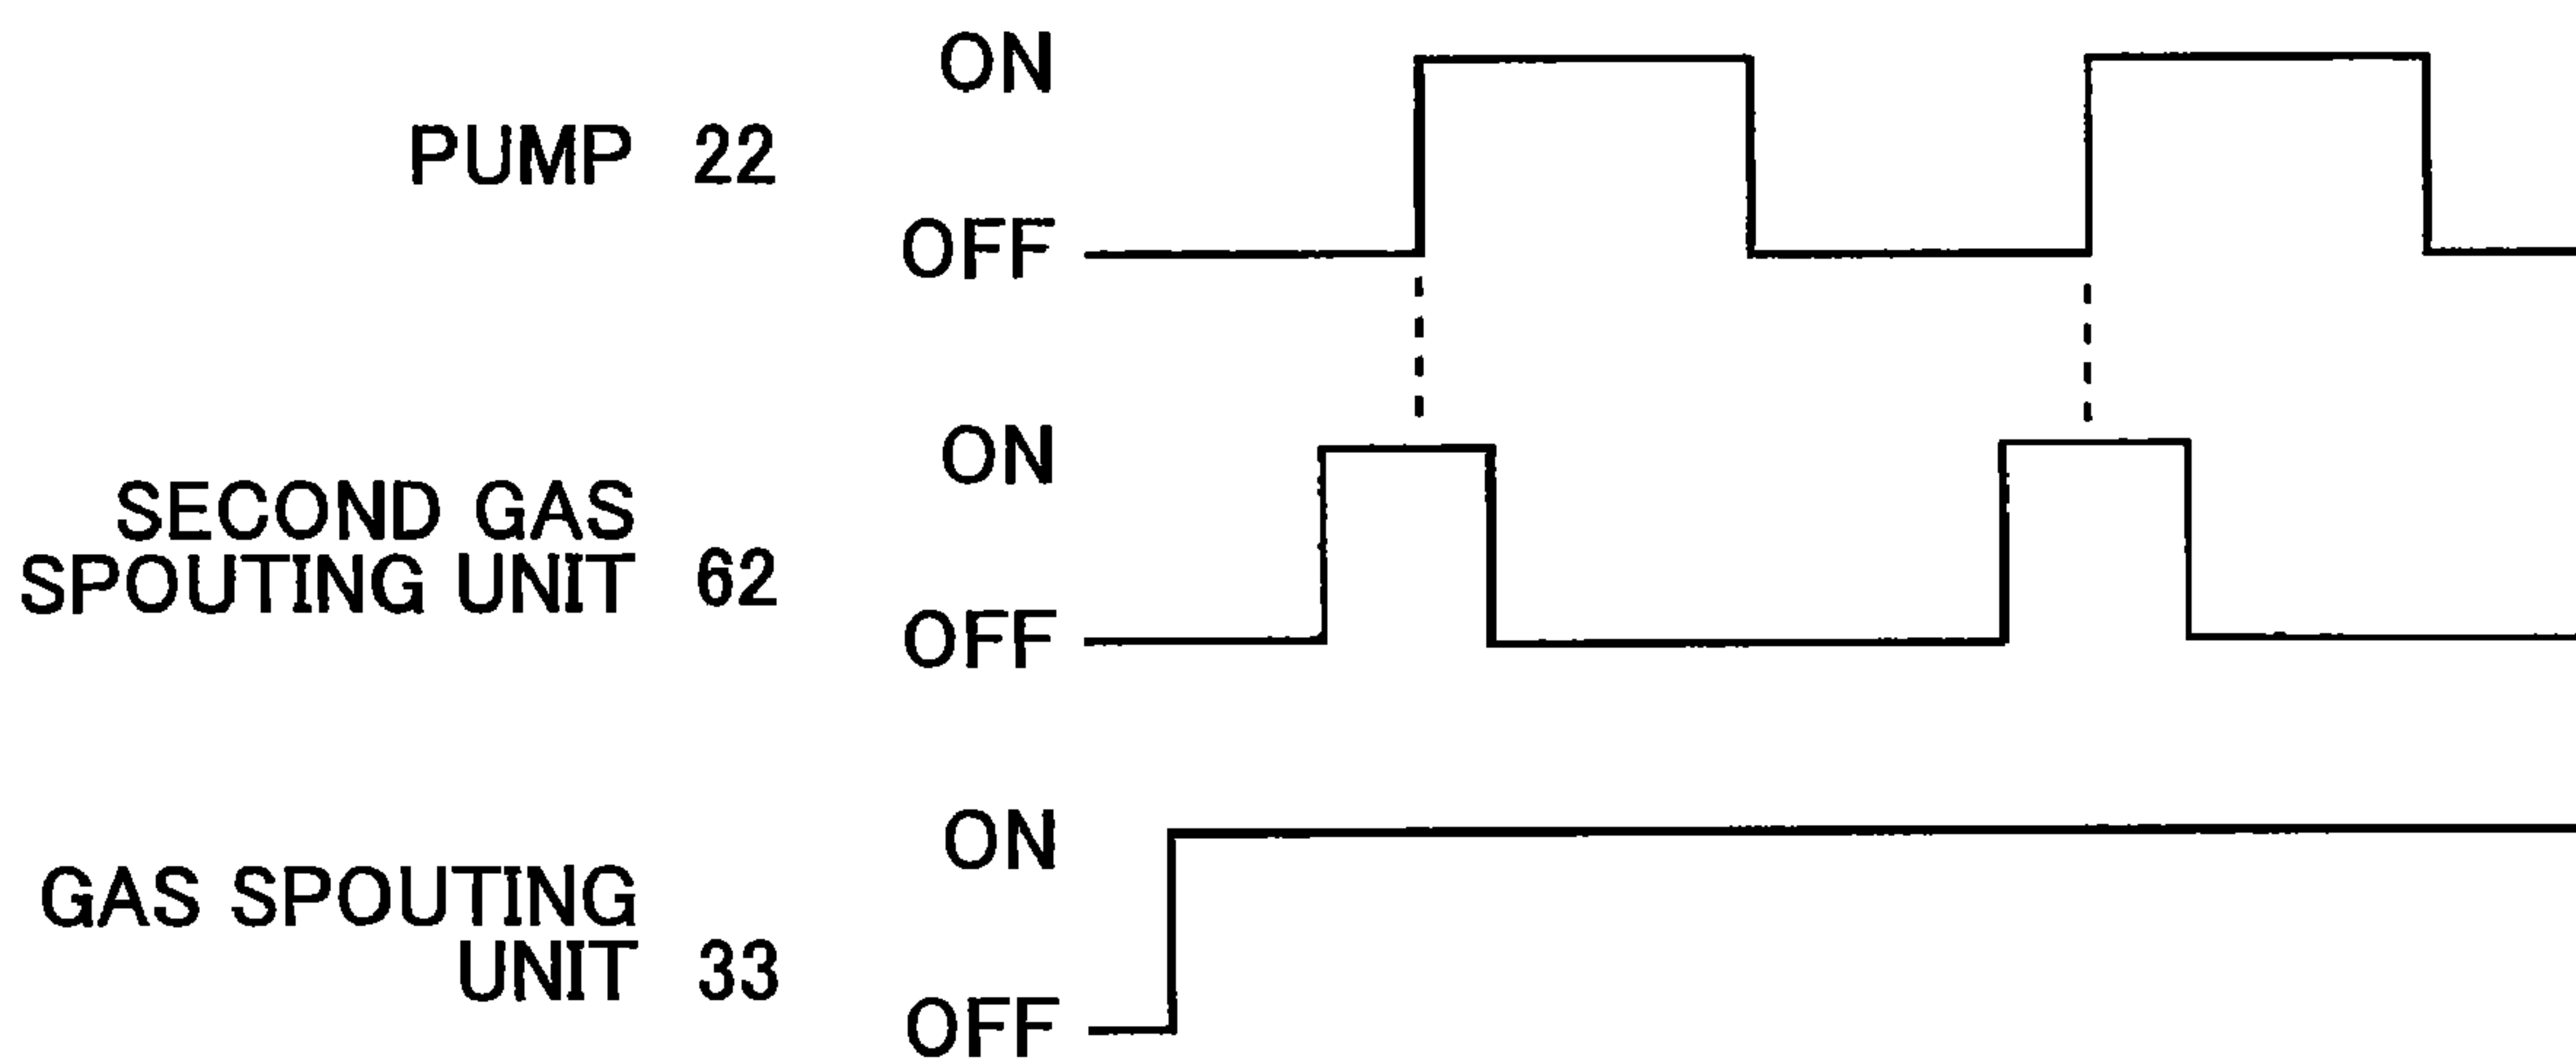 ON
PUMP 22
OFF
ON
SECOND GAS
SPOUTING UNIT 62
OFF
ON
GAS SPOUTING
UNIT 33
OFF